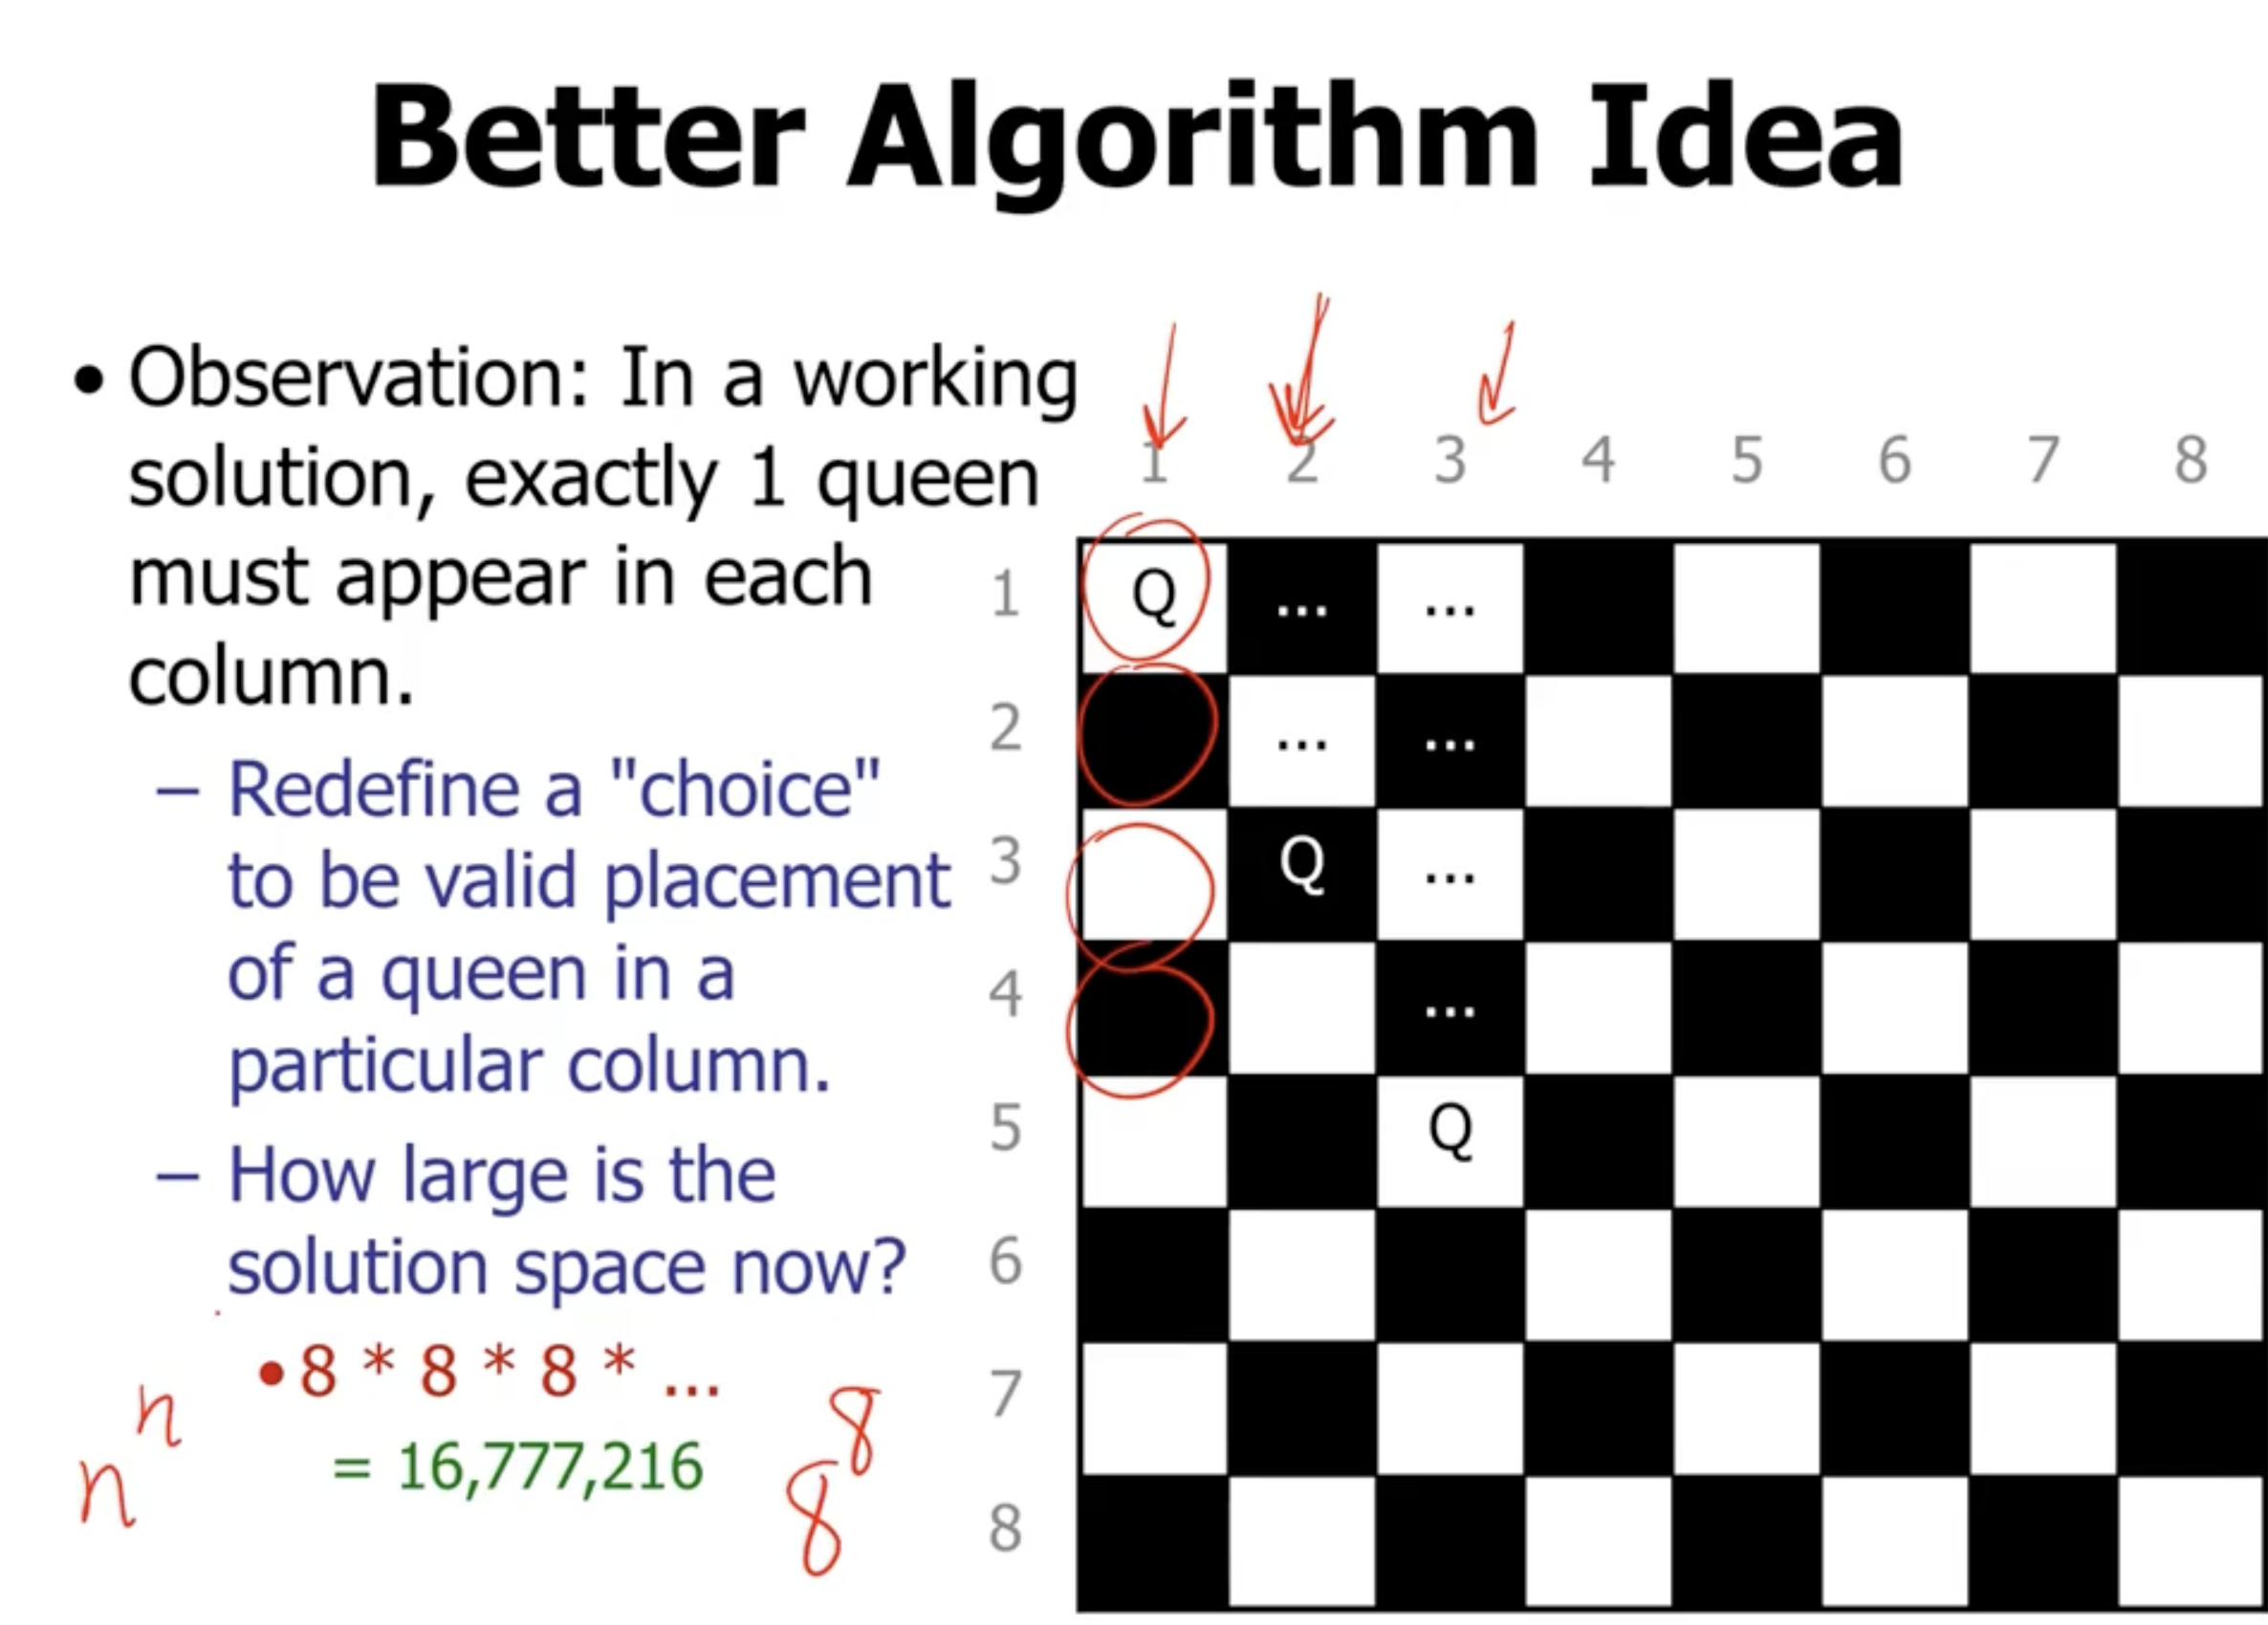 Better Algorithm Idea
• Observation: In a working
solution, exactly 1 queen
must appear in each
column.
– Redefine a "choice"
to be valid placement
of a queen in a
particular column.
– How large is the
solution space now?
• 8 * 8 * 8 * ...
= 16,777,216
n^n
8^8
1 2 3 4 5 6 7 8
1 Q ... ...
2 ... ...
3 Q ...
4 ...
5 Q
6
7
8